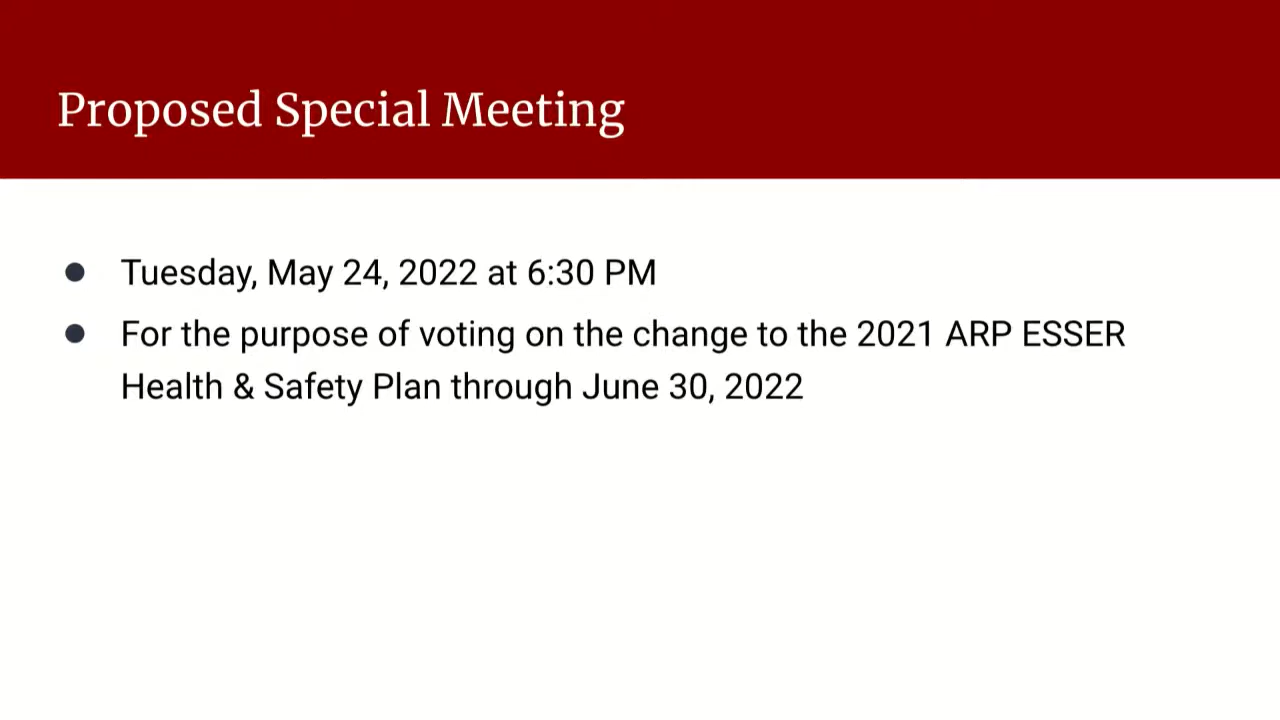 Proposed Special Meeting
● Tuesday, May 24, 2022 at 6:30 PM
● For the purpose of voting on the change to the 2021 ARP ESSER
Health & Safety Plan through June 30, 2022